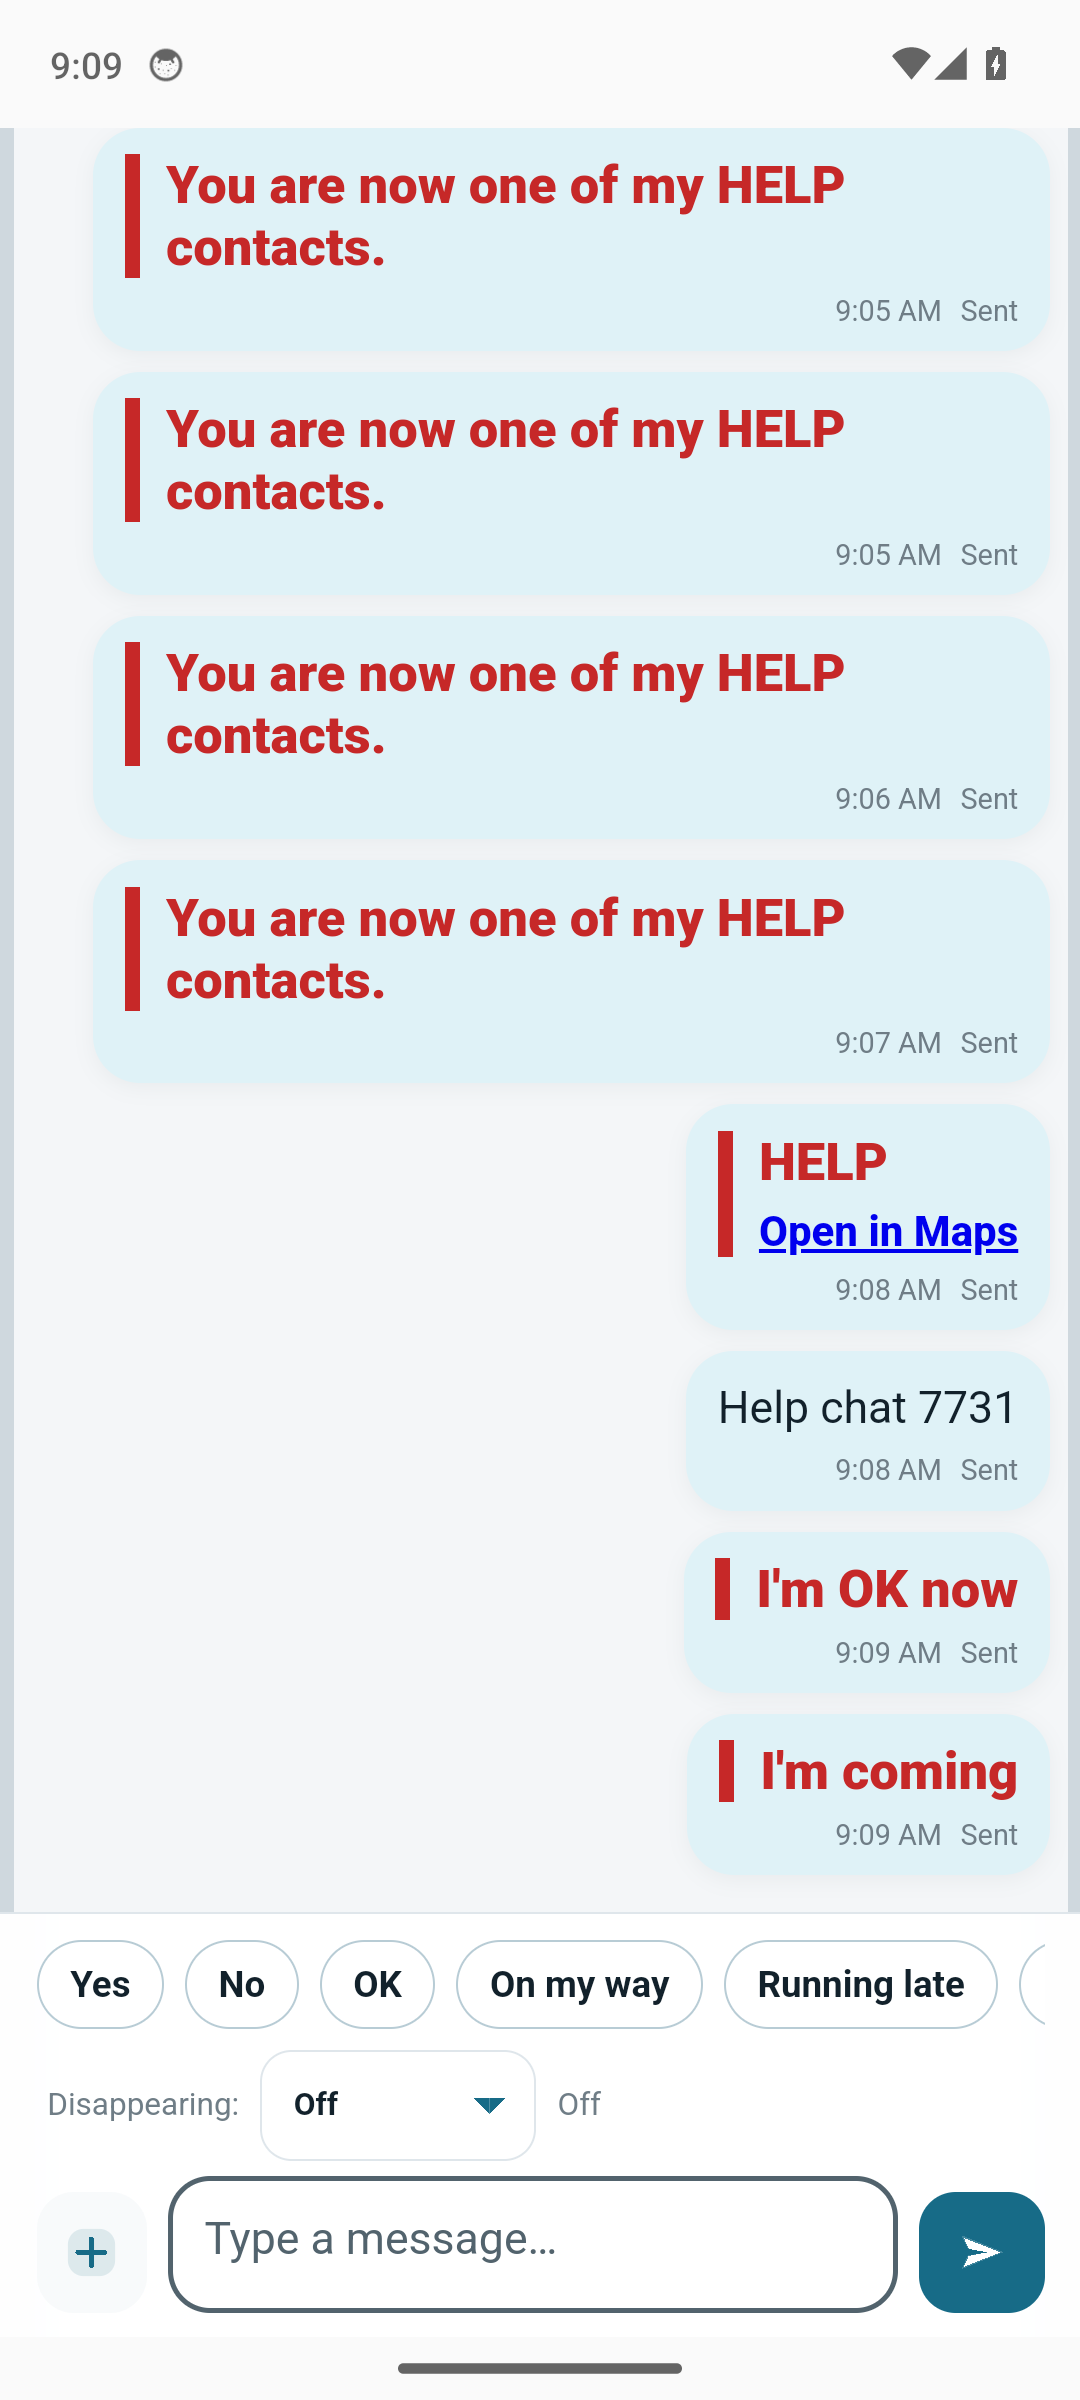 9:09
You are now one of my HELP
contacts.
9:05 AM Sent
You are now one of my HELP
contacts.
9:05 AM Sent
You are now one of my HELP
contacts.
9:06 AM Sent
You are now one of my HELP
contacts.
9:07 AM Sent
HELP
Open in Maps
9:08 AM Sent
Help chat 7731
9:08 AM Sent
I'm OK now
9:09 AM Sent
I'm coming
9:09 AM Sent
Yes No OK On my way Running late
Disappearing: Off Off
Type a message…